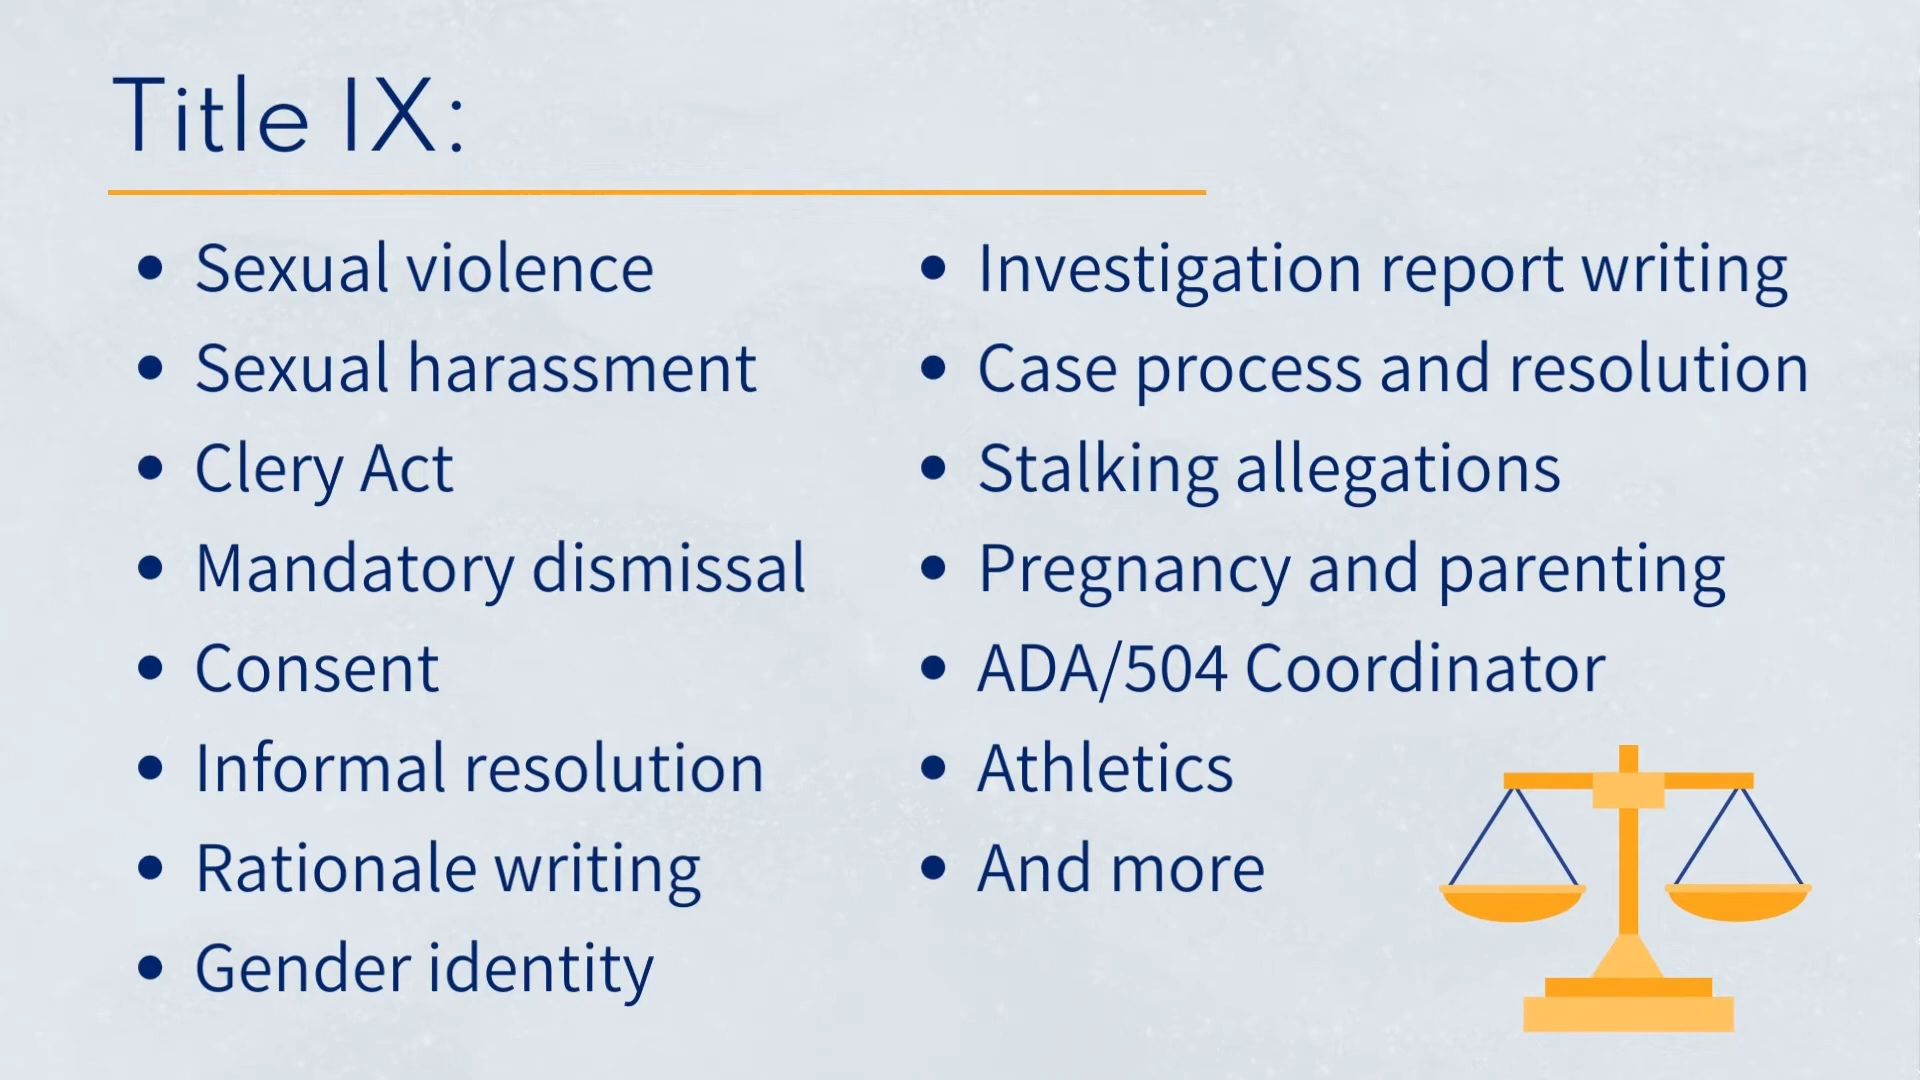 Title IX:
• Sexual violence
• Sexual harassment
• Clery Act
• Mandatory dismissal
• Consent
• Informal resolution
• Rationale writing
• Gender identity
• Investigation report writing
• Case process and resolution
• Stalking allegations
• Pregnancy and parenting
• ADA/504 Coordinator
• Athletics
• And more